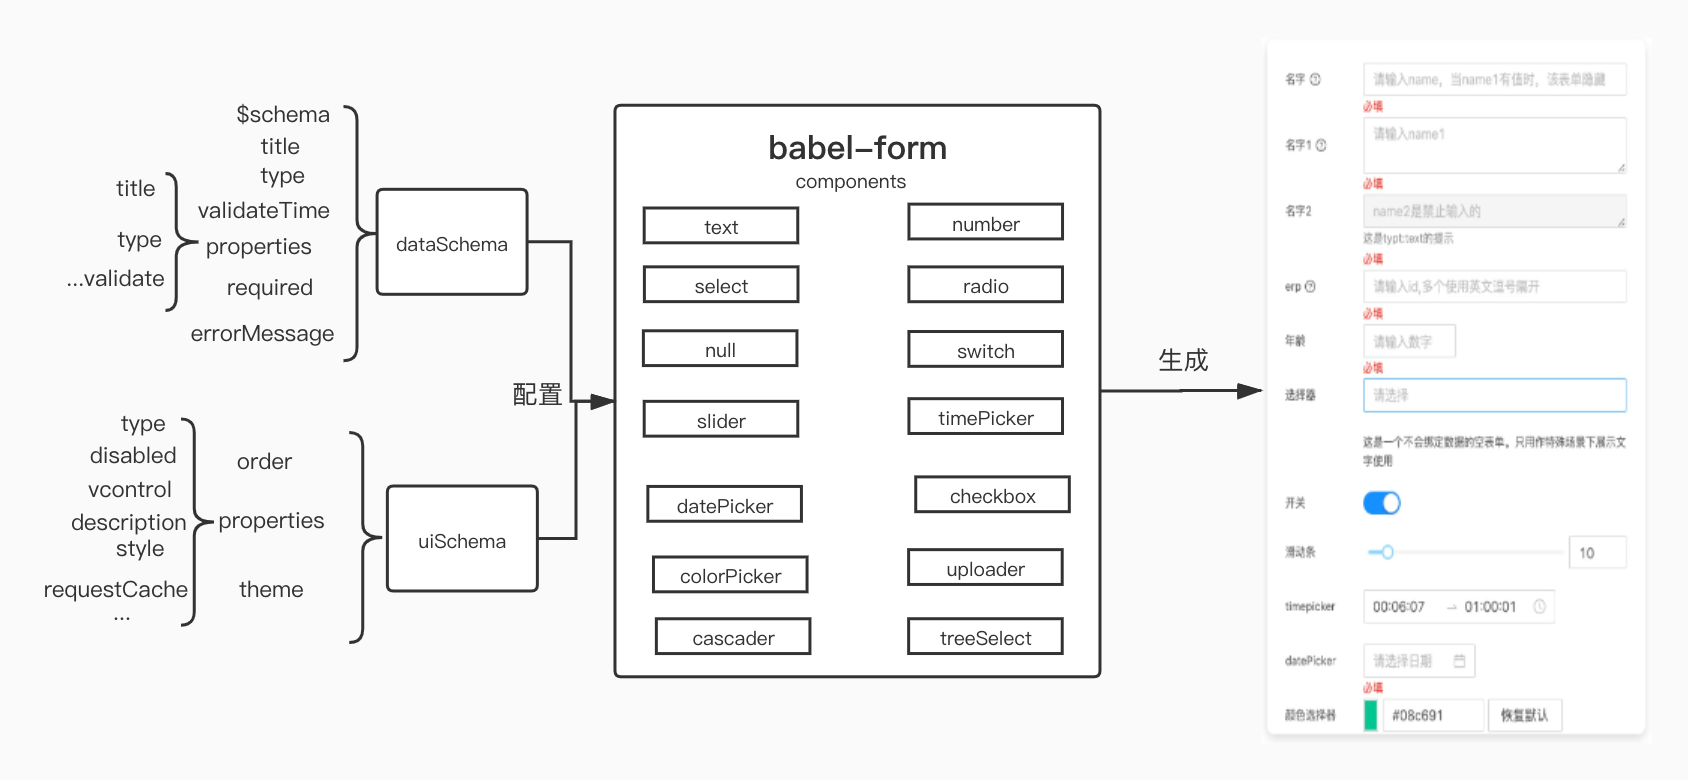 $schema
title
type
validateTime
properties
required
errorMessage
title
type
...validate
dataSchema
type
disabled
vcontrol
description
style
requestCache
...
order
properties
theme
uiSchema
配置
babel-form
components
text
number
select
radio
null
switch
slider
timePicker
datePicker
checkbox
colorPicker
uploader
cascader
treeSelect
生成
名字
请输入name，当name1有值时，该表单隐藏
必填
名字1
请输入name1
必填
名字2
name2是禁止输入的
这是typt:text的提示
必填
erp
请输入id,多个使用英文逗号隔开
必填
年龄
请输入数字
必填
选择器
请选择
这是一个不会绑定数据的空表单。只用作特殊场景下展示文
字使用
开关
滑动条
10
timepicker
00:06:07 → 01:00:01
datePicker
请选择日期
必填
颜色选择器
#08c691
恢复默认